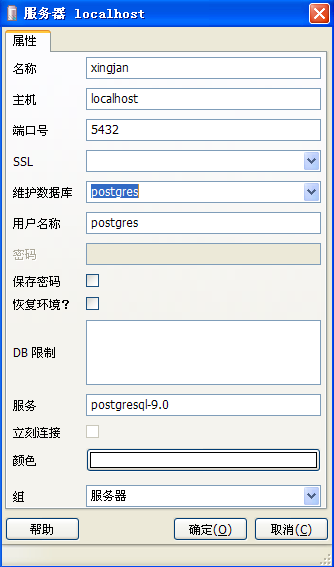 服务器 localhost
属性
名称 xingjan
主机 localhost
端口号 5432
SSL
维护数据库 postgres
用户名称 postgres
密码
保存密码
恢复环境?
DB 限制
服务 postgresql-9.0
立刻连接
颜色
组 服务器
帮助 确定(O) 取消(C)